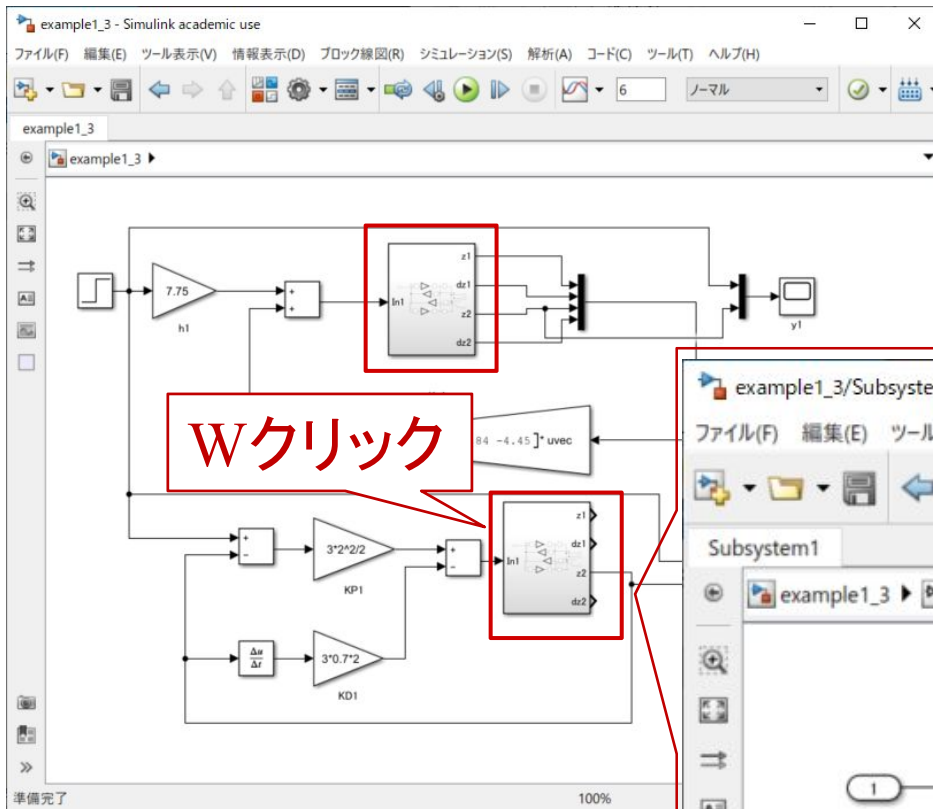 example1_3 - Simulink academic use
ファイル(F) 編集(E) ツール表示(V) 情報表示(D) ブロック線図(R) シミュレーション(S) 解析(A) コード(C) ツール(T) ヘルプ(H)
6 ノーマル
example1_3
example1_3
7.75
h1
+
+
In1
z1
dz1
z2
dz2
y1
84 -4.45 ]* uvec
Wクリック
+
−
3*2^2/2
KP1
+
−
In1
z1
dz1
z2
dz2
Δu
Δt
3*0.7*2
KD1
準備完了 100%
example1_3/Subsyste
ファイル(F) 編集(E) ツール
Subsystem1
example1_3
1